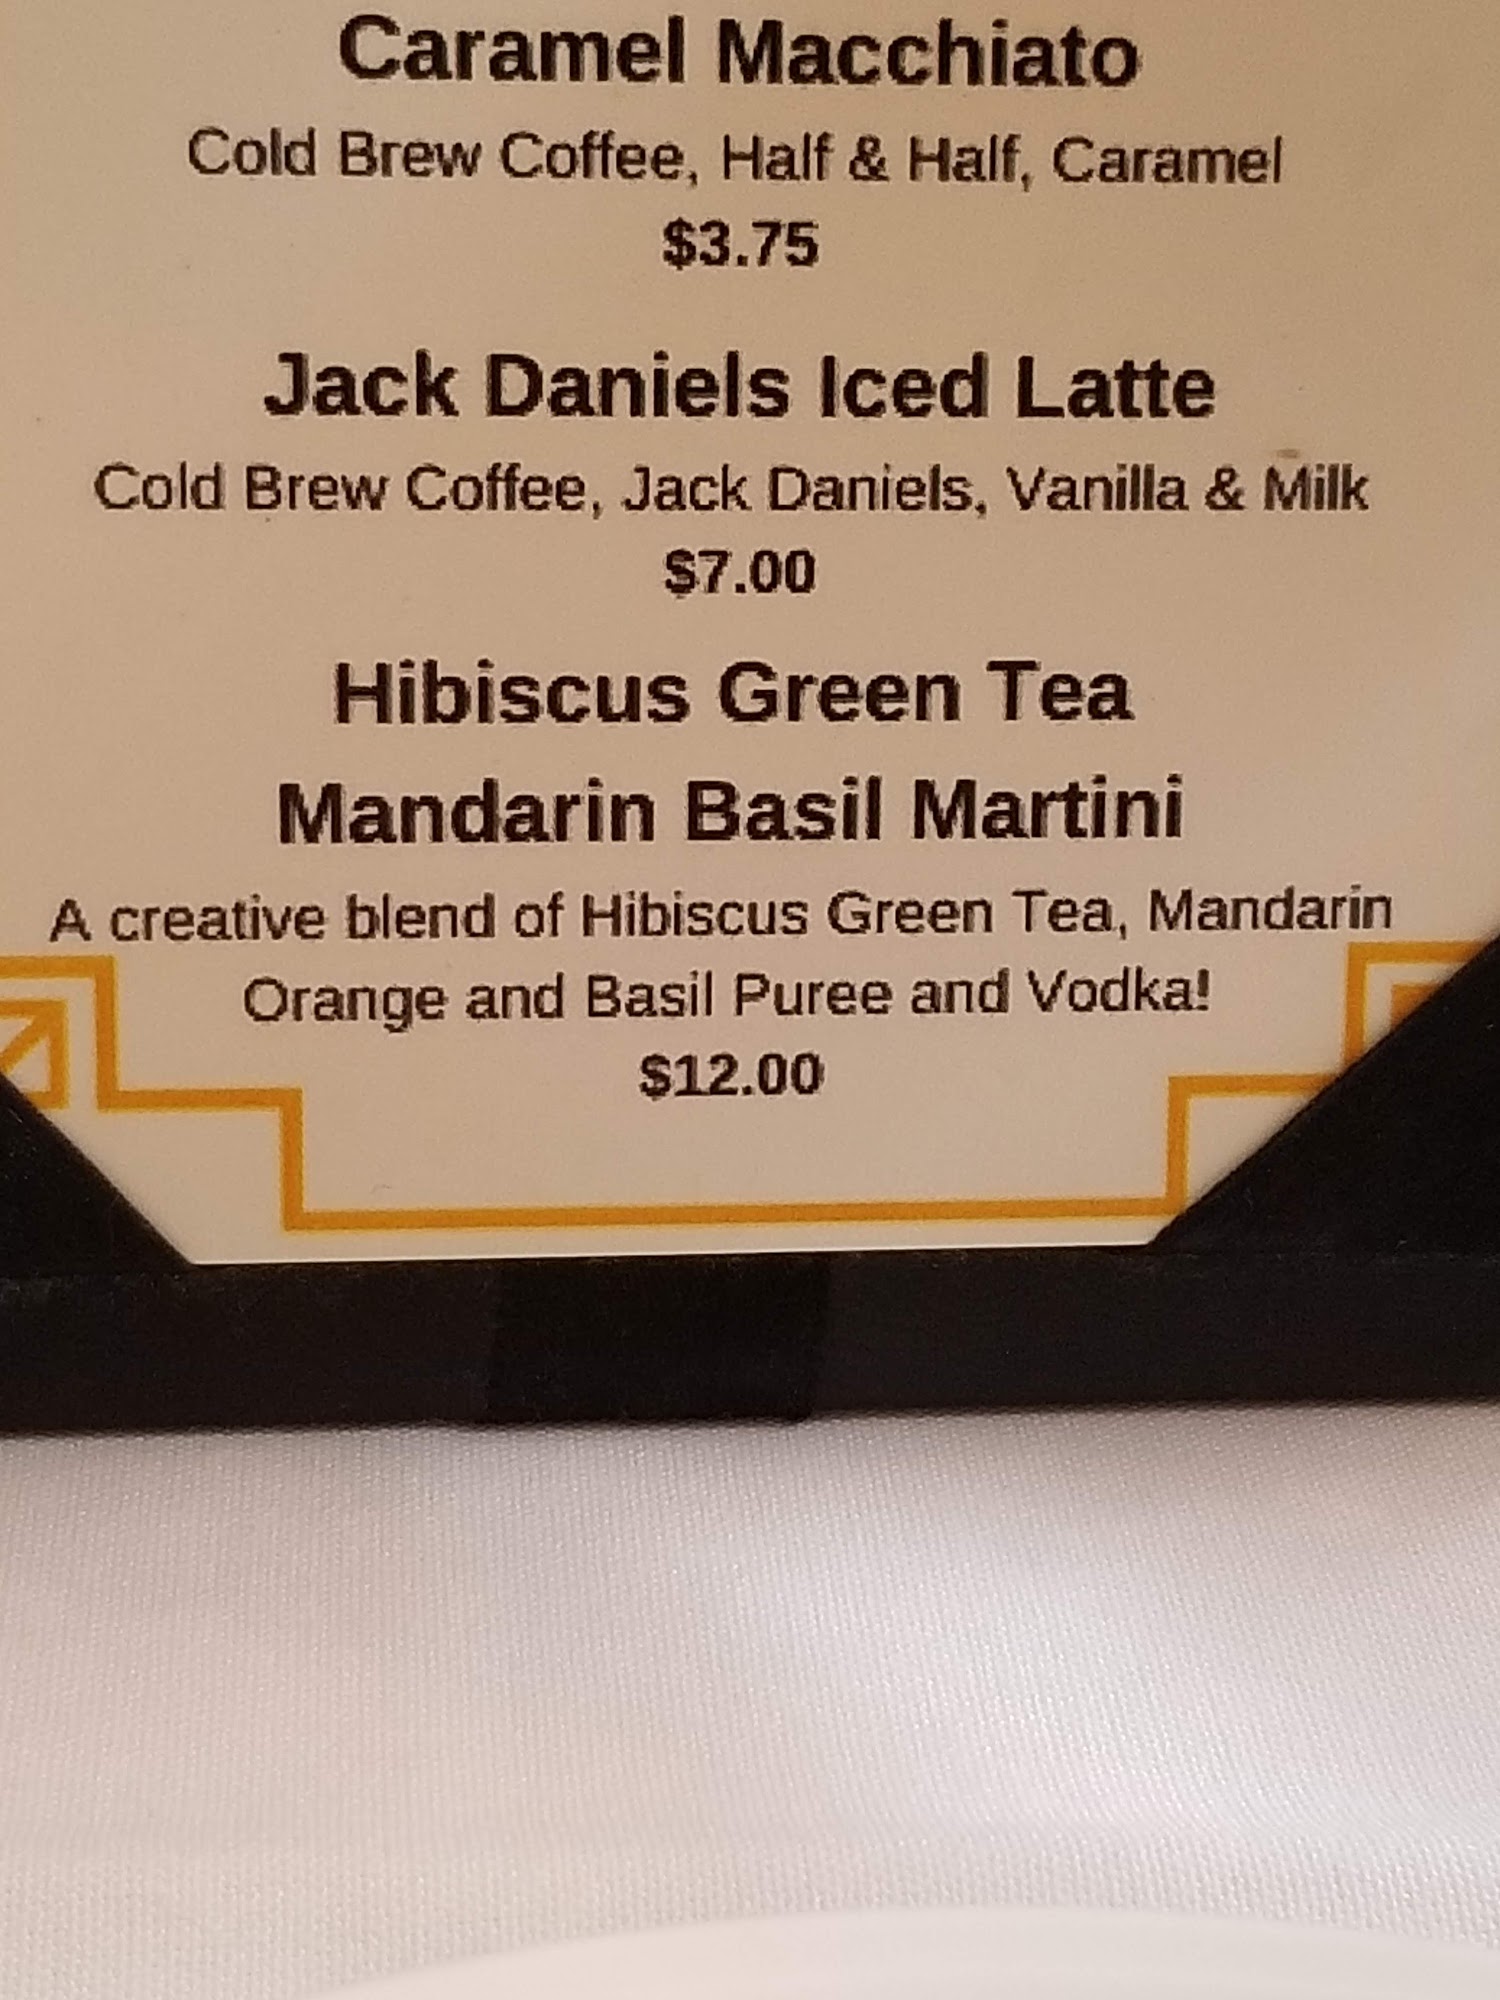 Caramel Macchiato
Cold Brew Coffee, Half & Half, Caramel
$3.75
Jack Daniels Iced Latte
Cold Brew Coffee, Jack Daniels, Vanilla & Milk
$7.00
Hibiscus Green Tea
Mandarin Basil Martini
A creative blend of Hibiscus Green Tea, Mandarin
Orange and Basil Puree and Vodka!
$12.00